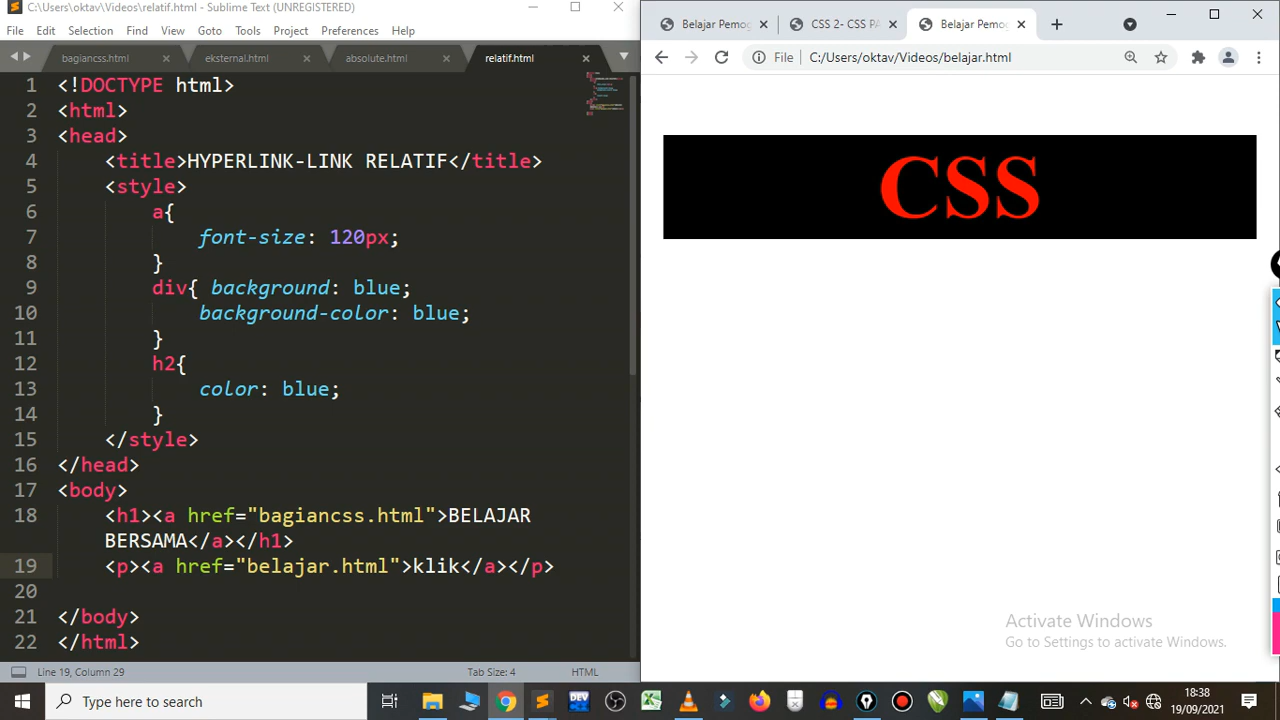 C:\Users\oktav\Videos\relatif.html - Sublime Text (UNREGISTERED)
File Edit Selection Find View Goto Tools Project Preferences Help
bagiancss.html eksternal.html absolute.html relatif.html
1 <!DOCTYPE html>
2 <html>
3 <head>
4 <title>HYPERLINK-LINK RELATIF</title>
5 <style>
6 a{
7 font-size: 120px;
8 }
9 div{ background: blue;
10 background-color: blue;
11 }
12 h2{
13 color: blue;
14 }
15 </style>
16 </head>
17 <body>
18 <h1><a href="bagiancss.html">BELAJAR
BERSAMA</a></h1>
19 <p><a href="belajar.html">klik</a></p>
20
21 </body>
22 </html>
Line 19, Column 29 Tab Size: 4 HTML
Belajar Pemog CSS 2- CSS PA Belajar Pemog
File C:/Users/oktav/Videos/belajar.html
CSS
Activate Windows
Go to Settings to activate Windows.
Type here to search
DEV
18:38
19/09/2021